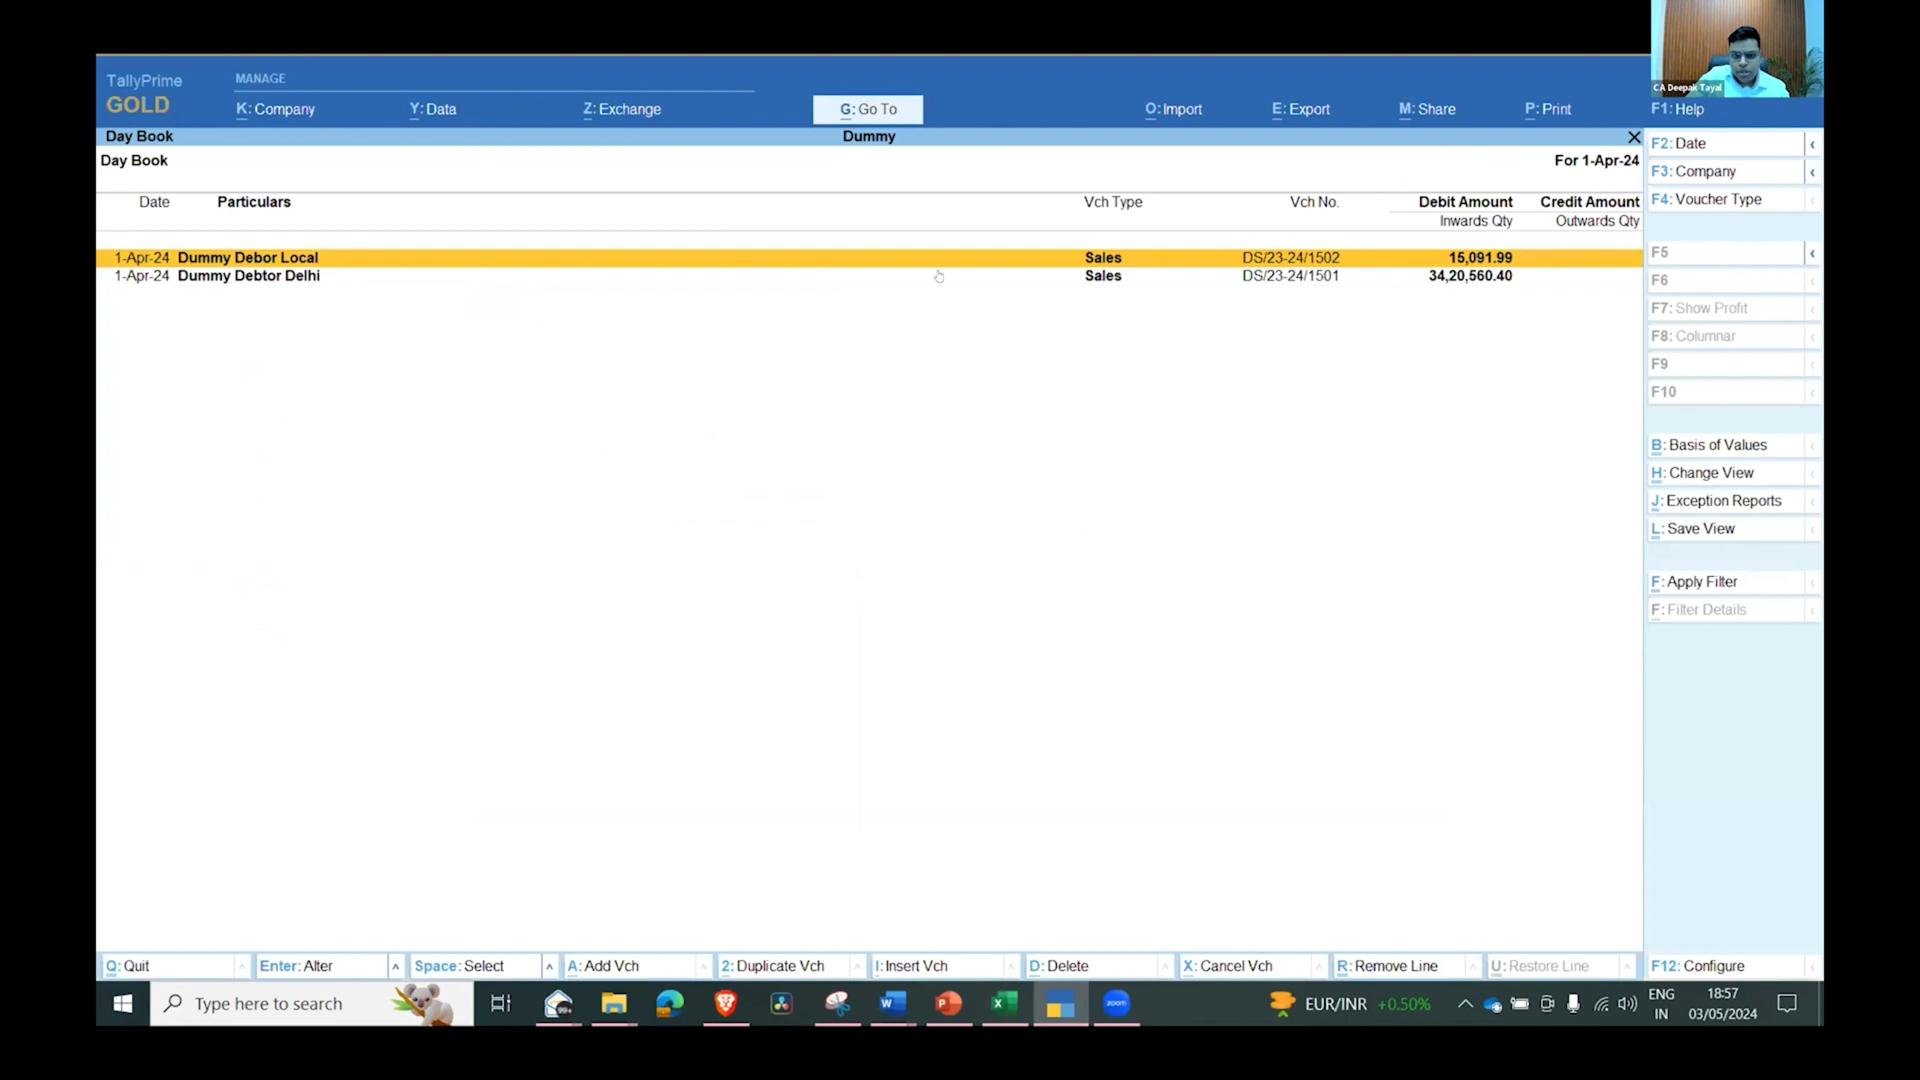 TallyPrime
GOLD
MANAGE
K: Company
Y: Data
Z: Exchange
G: Go To
O: Import
E: Export
M: Share
P: Print
F1: Help
CA Deepak Tayal
Day Book
Dummy
Day Book
For 1-Apr-24
Date
Particulars
Vch Type
Vch No.
Debit Amount
Credit Amount
Inwards Qty
Outwards Qty
1-Apr-24 Dummy Debor Local Sales DS/23-24/1502 15,091.99
1-Apr-24 Dummy Debtor Delhi Sales DS/23-24/1501 34,20,560.40
F2: Date
F3: Company
F4: Voucher Type
F5
F6
F7: Show Profit
F8: Columnar
F9
F10
B: Basis of Values
H: Change View
J: Exception Reports
L: Save View
F: Apply Filter
F: Filter Details
Q: Quit
Enter: Alter
Space: Select
A: Add Vch
2: Duplicate Vch
I: Insert Vch
D: Delete
X: Cancel Vch
R: Remove Line
U: Restore Line
F12: Configure
Type here to search
99+
zoom
EUR/INR +0.50%
ENG
IN
18:57
03/05/2024